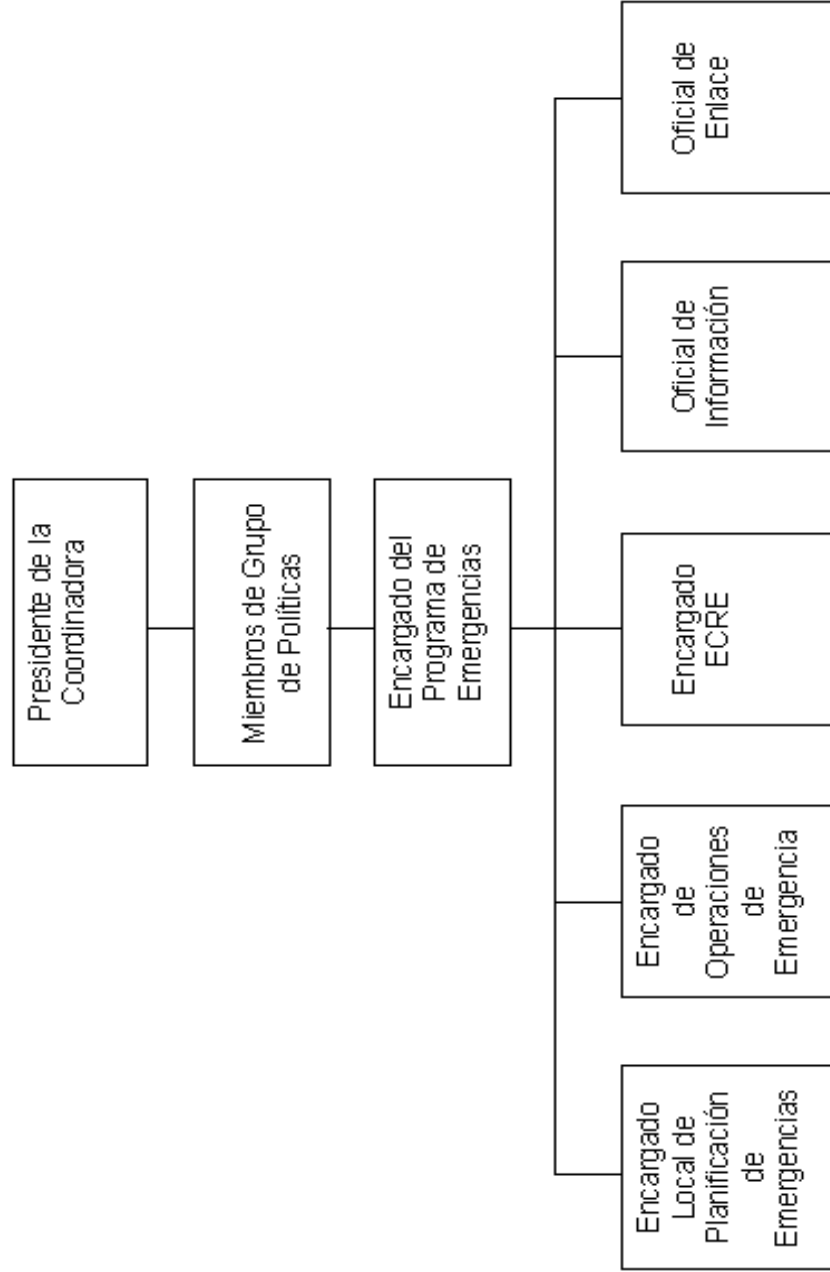 Presidente de la
Coordinadora
Miembros de Grupo
de Políticas
Encargado del
Programa de
Emergencias
Encargado
Local de
Planificación
de
Emergencias
Encargado
de
Operaciones
de
Emergencia
Encargado
ECRE
Oficial de
Información
Oficial de
Enlace